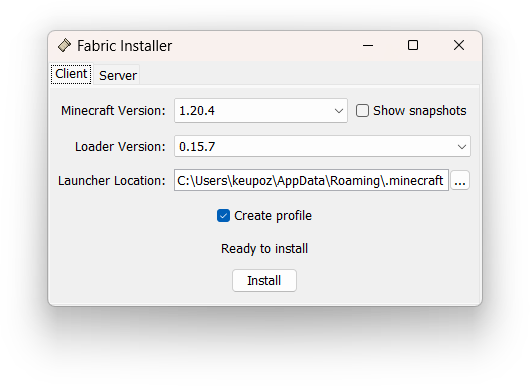 Fabric Installer
Client Server
Minecraft Version: 1.20.4 Show snapshots
Loader Version: 0.15.7
Launcher Location: C:\Users\keupoz\AppData\Roaming\.minecraft ...
Create profile
Ready to install
Install